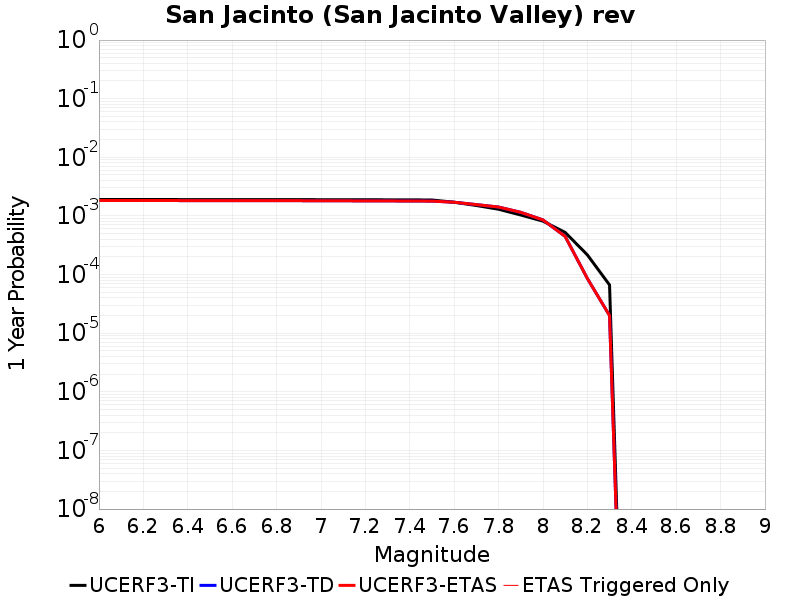 San Jacinto (San Jacinto Valley) rev
10^0
10^-1
10^-2
10^-3
10^-4
10^-5
10^-6
10^-7
10^-8
1 Year Probability
6 6.2 6.4 6.6 6.8 7 7.2 7.4 7.6 7.8 8 8.2 8.4 8.6 8.8 9
Magnitude
UCERF3-TI UCERF3-TD UCERF3-ETAS ETAS Triggered Only